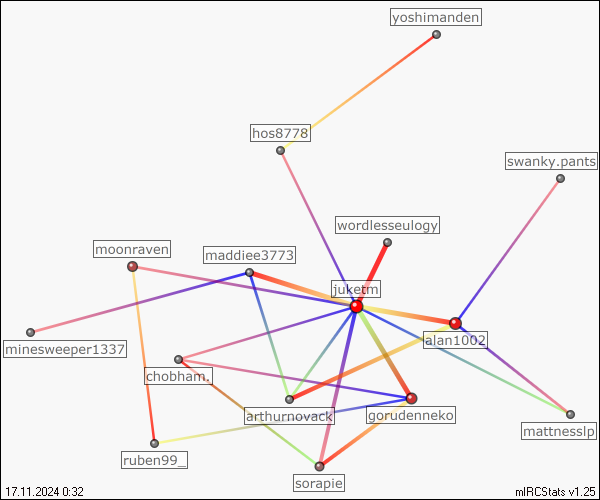 yoshimanden
hos8778
swanky.pants
wordlesseulogy
moonraven
maddiee3773
juketm
alan1002
minesweeper1337
chobham.
arthurnovack
gorudenneko
mattnesslp
ruben99_
sorapie
17.11.2024 0:32
mIRCStats v1.25